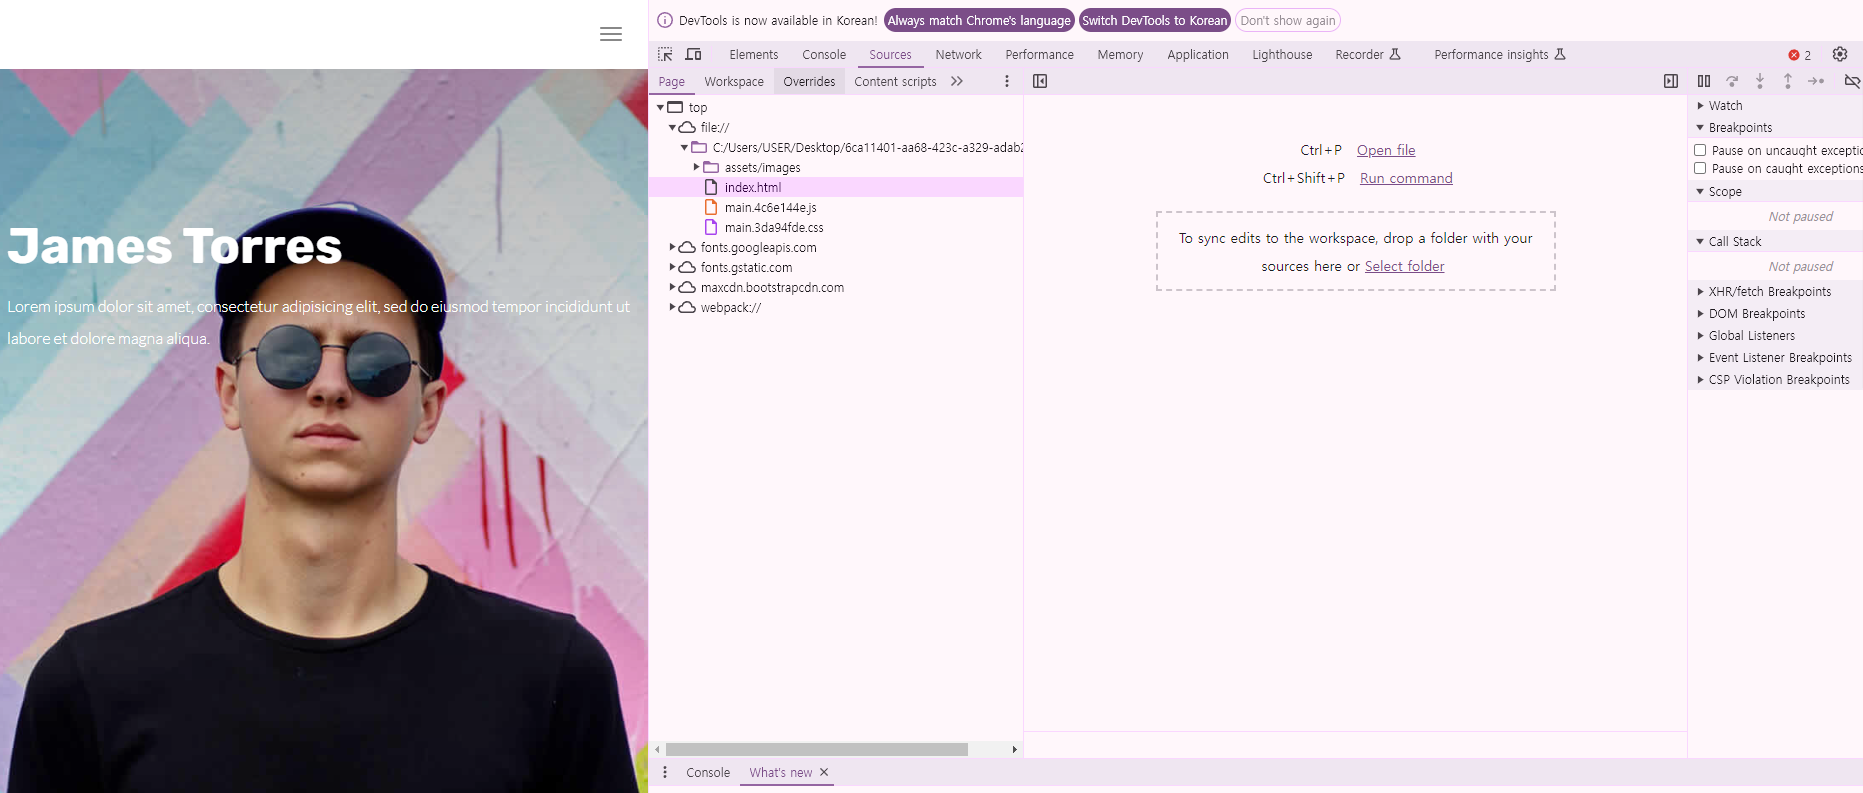 James Torres
Lorem ipsum dolor sit amet, consectetur adipisicing elit, sed do eiusmod tempor incididunt ut
labore et dolore magna aliqua.
DevTools is now available in Korean! Always match Chrome's language Switch DevTools to Korean Don't show again
Elements Console Sources Network Performance Memory Application Lighthouse Recorder Performance insights 2
Page Workspace Overrides Content scripts
top
file://
C:/Users/USER/Desktop/6ca11401-aa68-423c-a329-adab2
assets/images
index.html
main.4c6e144e.js
main.3da94fde.css
fonts.googleapis.com
fonts.gstatic.com
maxcdn.bootstrapcdn.com
webpack://
Ctrl+P Open file
Ctrl+Shift+P Run command
To sync edits to the workspace, drop a folder with your
sources here or Select folder
Watch
Breakpoints
Pause on uncaught exceptio
Pause on caught exceptions
Scope
Not paused
Call Stack
Not paused
XHR/fetch Breakpoints
DOM Breakpoints
Global Listeners
Event Listener Breakpoints
CSP Violation Breakpoints
Console What's new